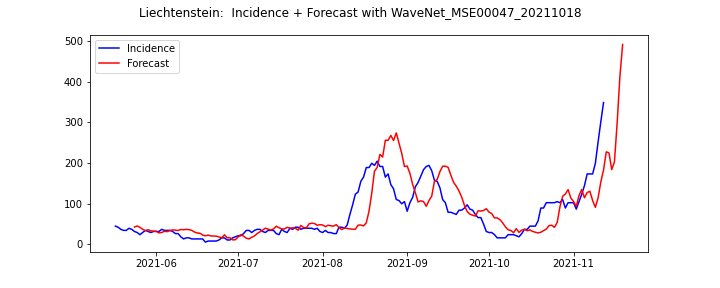 Liechtenstein:  Incidence + Forecast with WaveNet_MSE00047_20211018
Incidence
Forecast
500
400
300
200
100
0
2021-06 2021-07 2021-08 2021-09 2021-10 2021-11